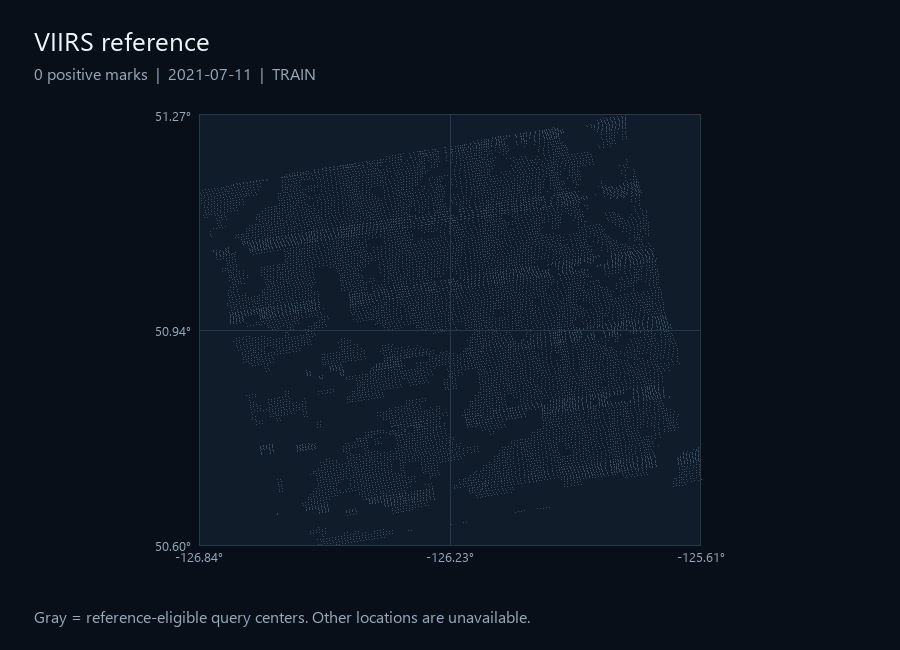 VIIRS reference
0 positive marks | 2021-07-11 | TRAIN
51.27°
50.94°
50.60°
-126.84°
-126.23°
-125.61°
Gray = reference-eligible query centers. Other locations are unavailable.